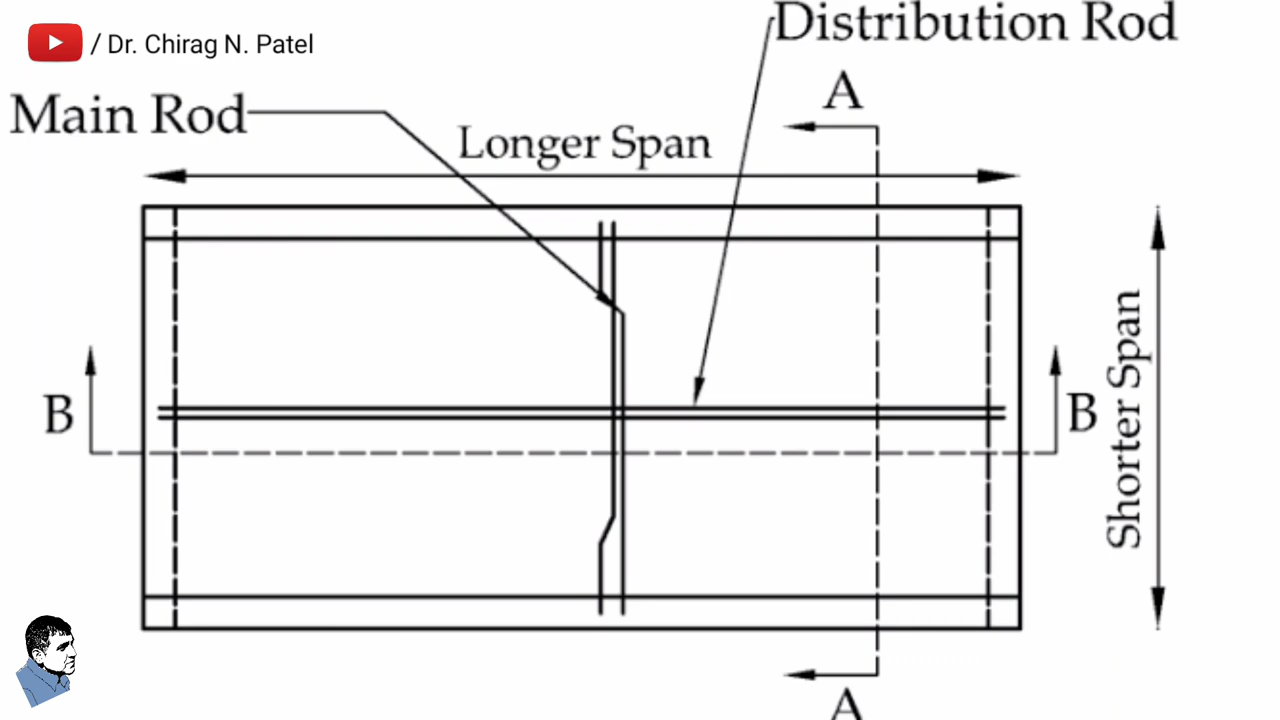 / Dr. Chirag N. Patel
Distribution Rod
Main Rod
A
Longer Span
B
B
Shorter Span
A